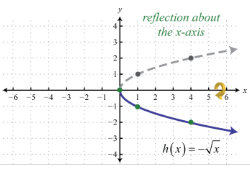 reflection about
the x-axis
y
4
3
2
1
-6 -5 -4 -3 -2 -1 0 1 2 3 4 5 6 x
-1
-2
-3
-4
h(x) = -√x